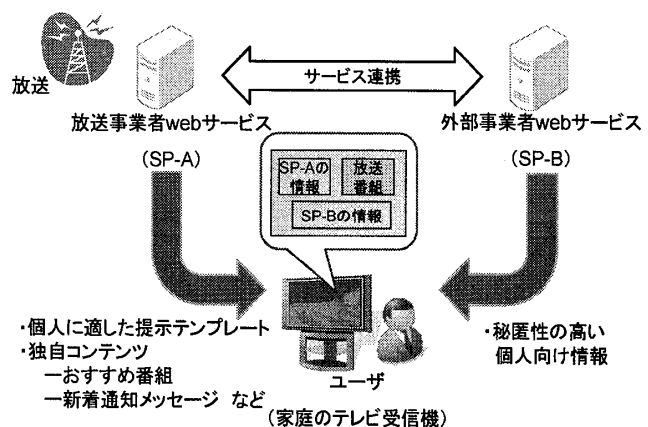 放送
サービス連携
放送事業者webサービス
(SP-A)
外部事業者webサービス
(SP-B)
SP-Aの
情報
放送
番組
SP-Bの情報
・個人に適した提示テンプレート
・独自コンテンツ
ーおすすめ番組
ー新着通知メッセージ など
ユーザ
(家庭のテレビ受信機)
・秘匿性の高い
個人向け情報